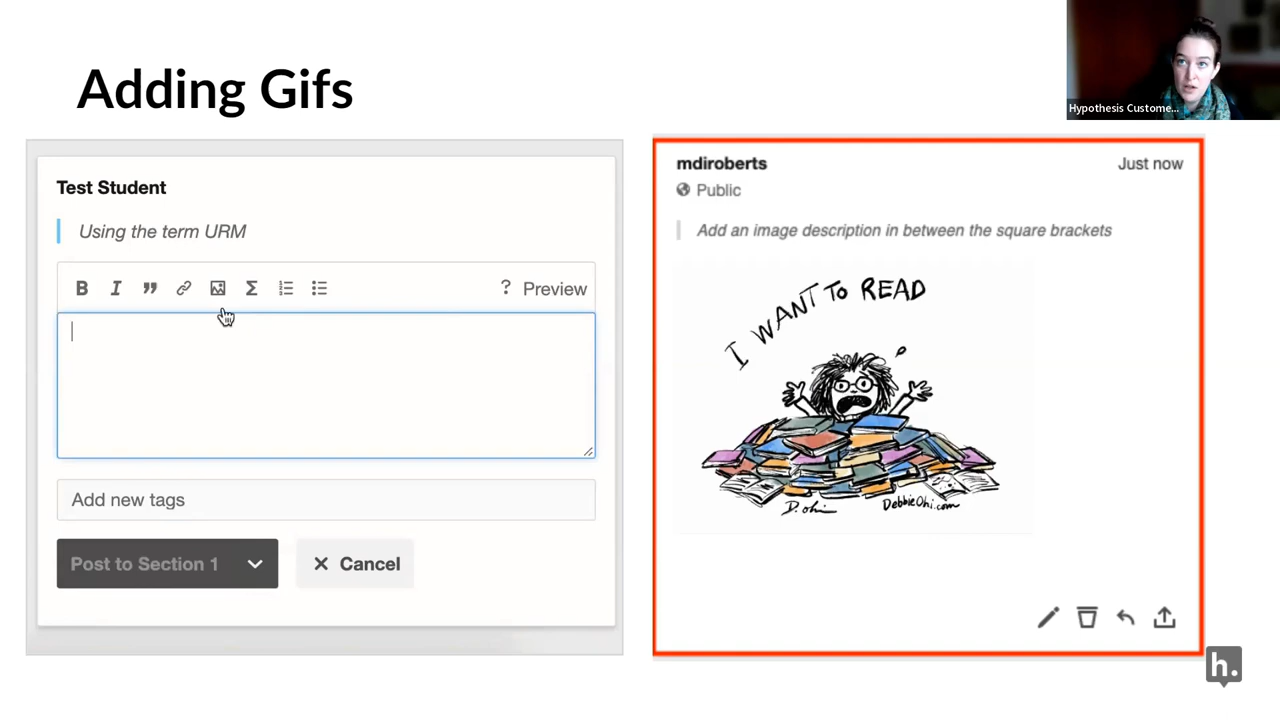 Adding Gifs
Hypothesis Custome...
Test Student
Using the term URM
B I ” Σ ? Preview
Add new tags
Post to Section 1
Cancel
mdiroberts
Just now
Public
Add an image description in between the square brackets
I WANT TO READ
D. ohi
DebbieOhi.com
h.